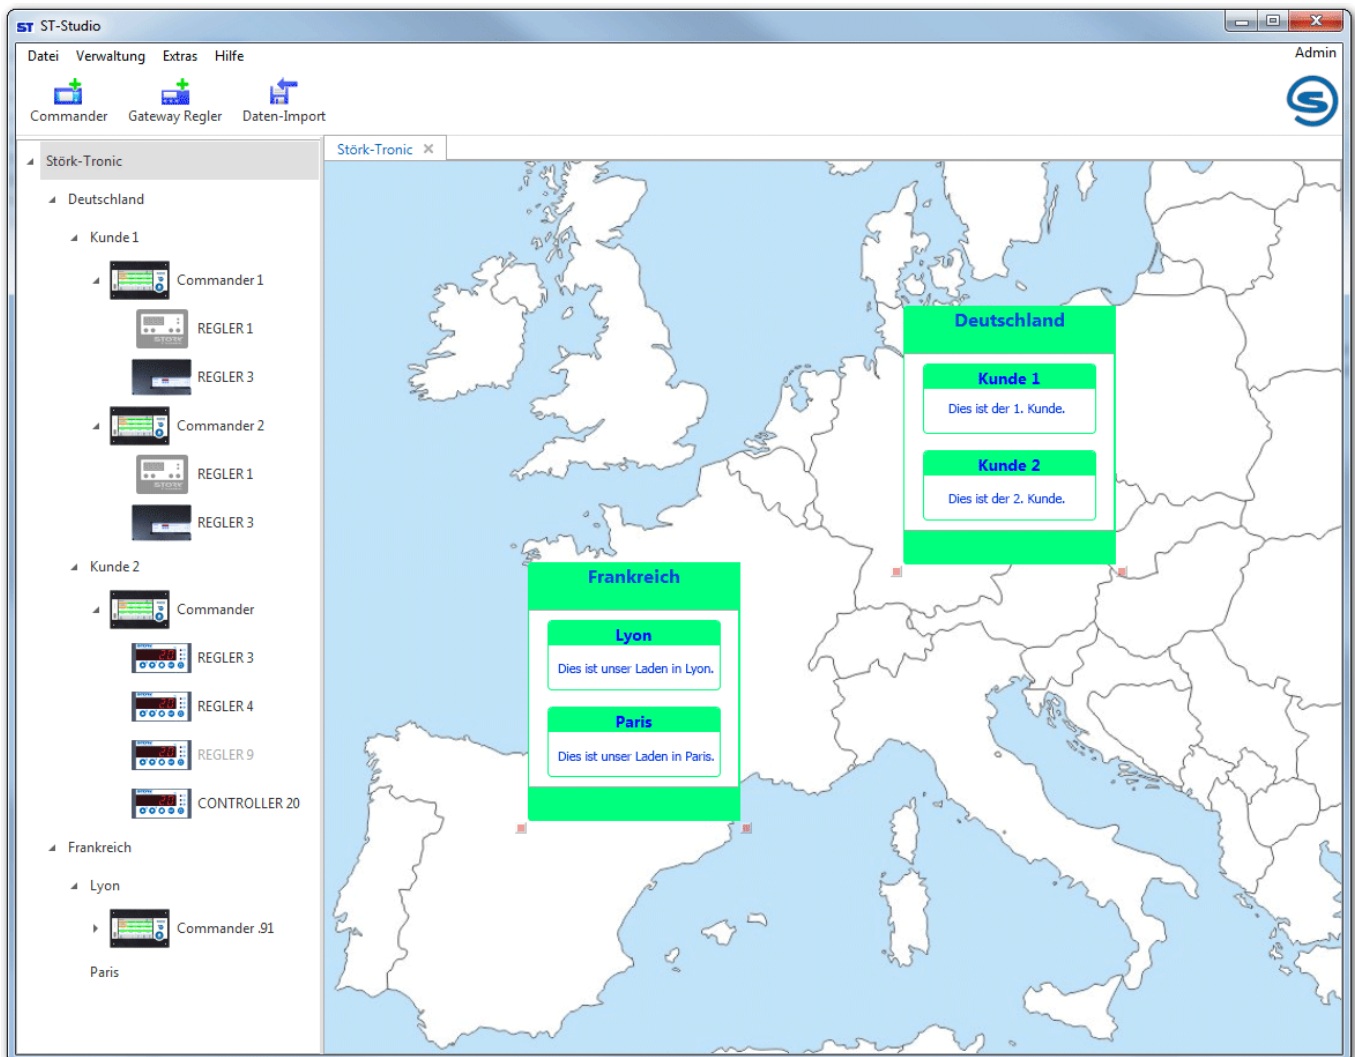 ST ST-Studio
Datei Verwaltung Extras Hilfe
Admin
Commander Gateway Regler Daten-Import
Störk-Tronic
Deutschland
Kunde 1
Commander 1
REGLER 1
REGLER 3
Commander 2
REGLER 1
REGLER 3
Kunde 2
Commander
REGLER 3
REGLER 4
REGLER 9
CONTROLLER 20
Frankreich
Lyon
Commander .91
Paris
Störk-Tronic
Deutschland
Kunde 1
Dies ist der 1. Kunde.
Kunde 2
Dies ist der 2. Kunde.
Frankreich
Lyon
Dies ist unser Laden in Lyon.
Paris
Dies ist unser Laden in Paris.